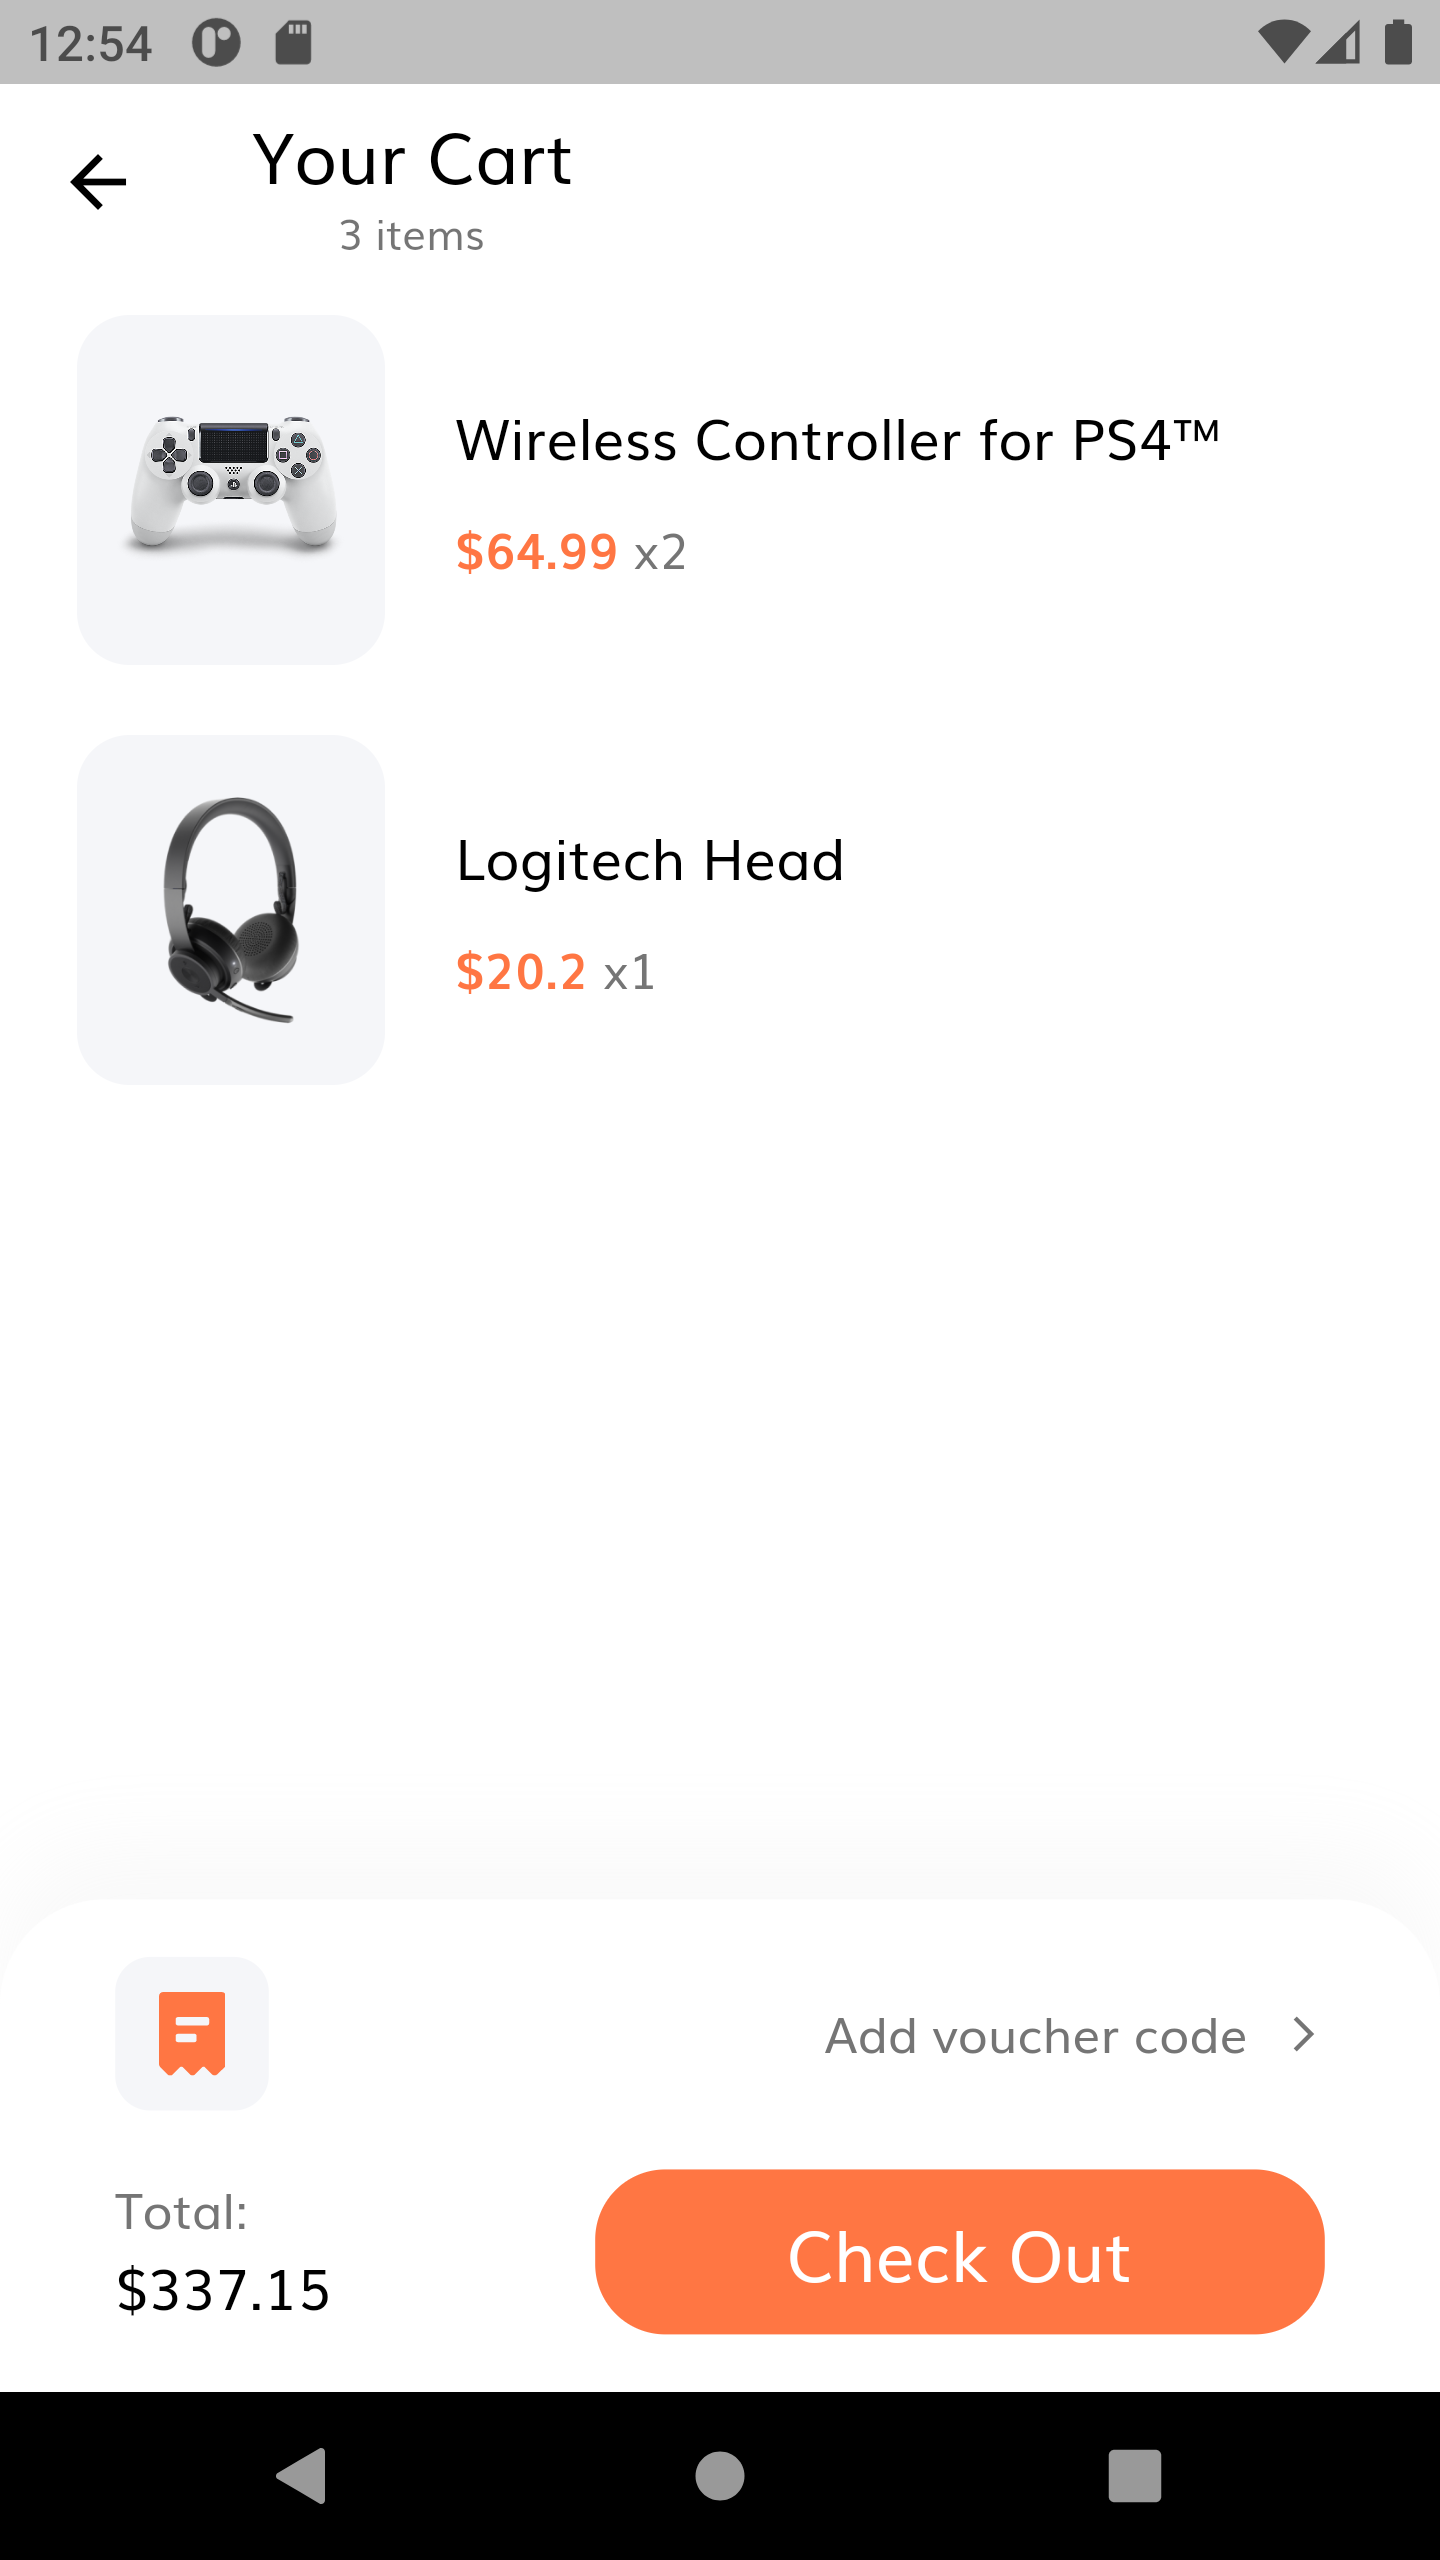 12:54
Your Cart
3 items
Wireless Controller for PS4™
$64.99 x2
Logitech Head
$20.2 x1
Add voucher code
Total:
$337.15
Check Out